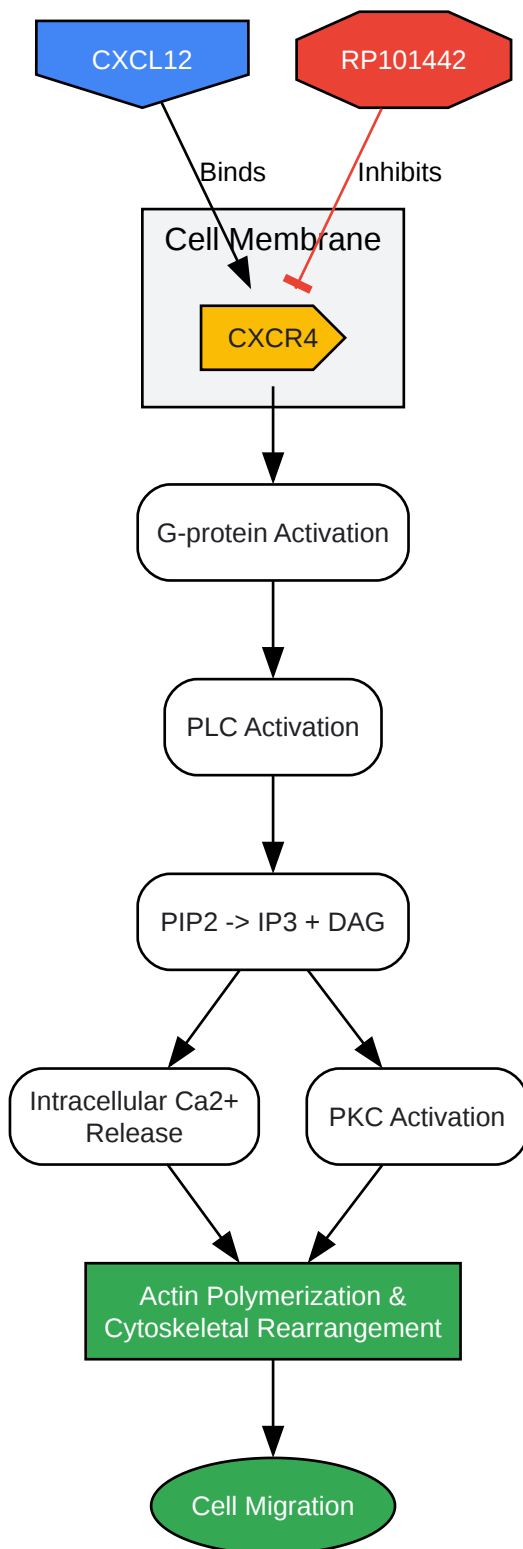 CXCL12
RP101442
Binds
Inhibits
Cell Membrane
CXCR4
G-protein Activation
PLC Activation
PIP2 -> IP3 + DAG
Intracellular Ca2+
Release
PKC Activation
Actin Polymerization &
Cytoskeletal Rearrangement
Cell Migration